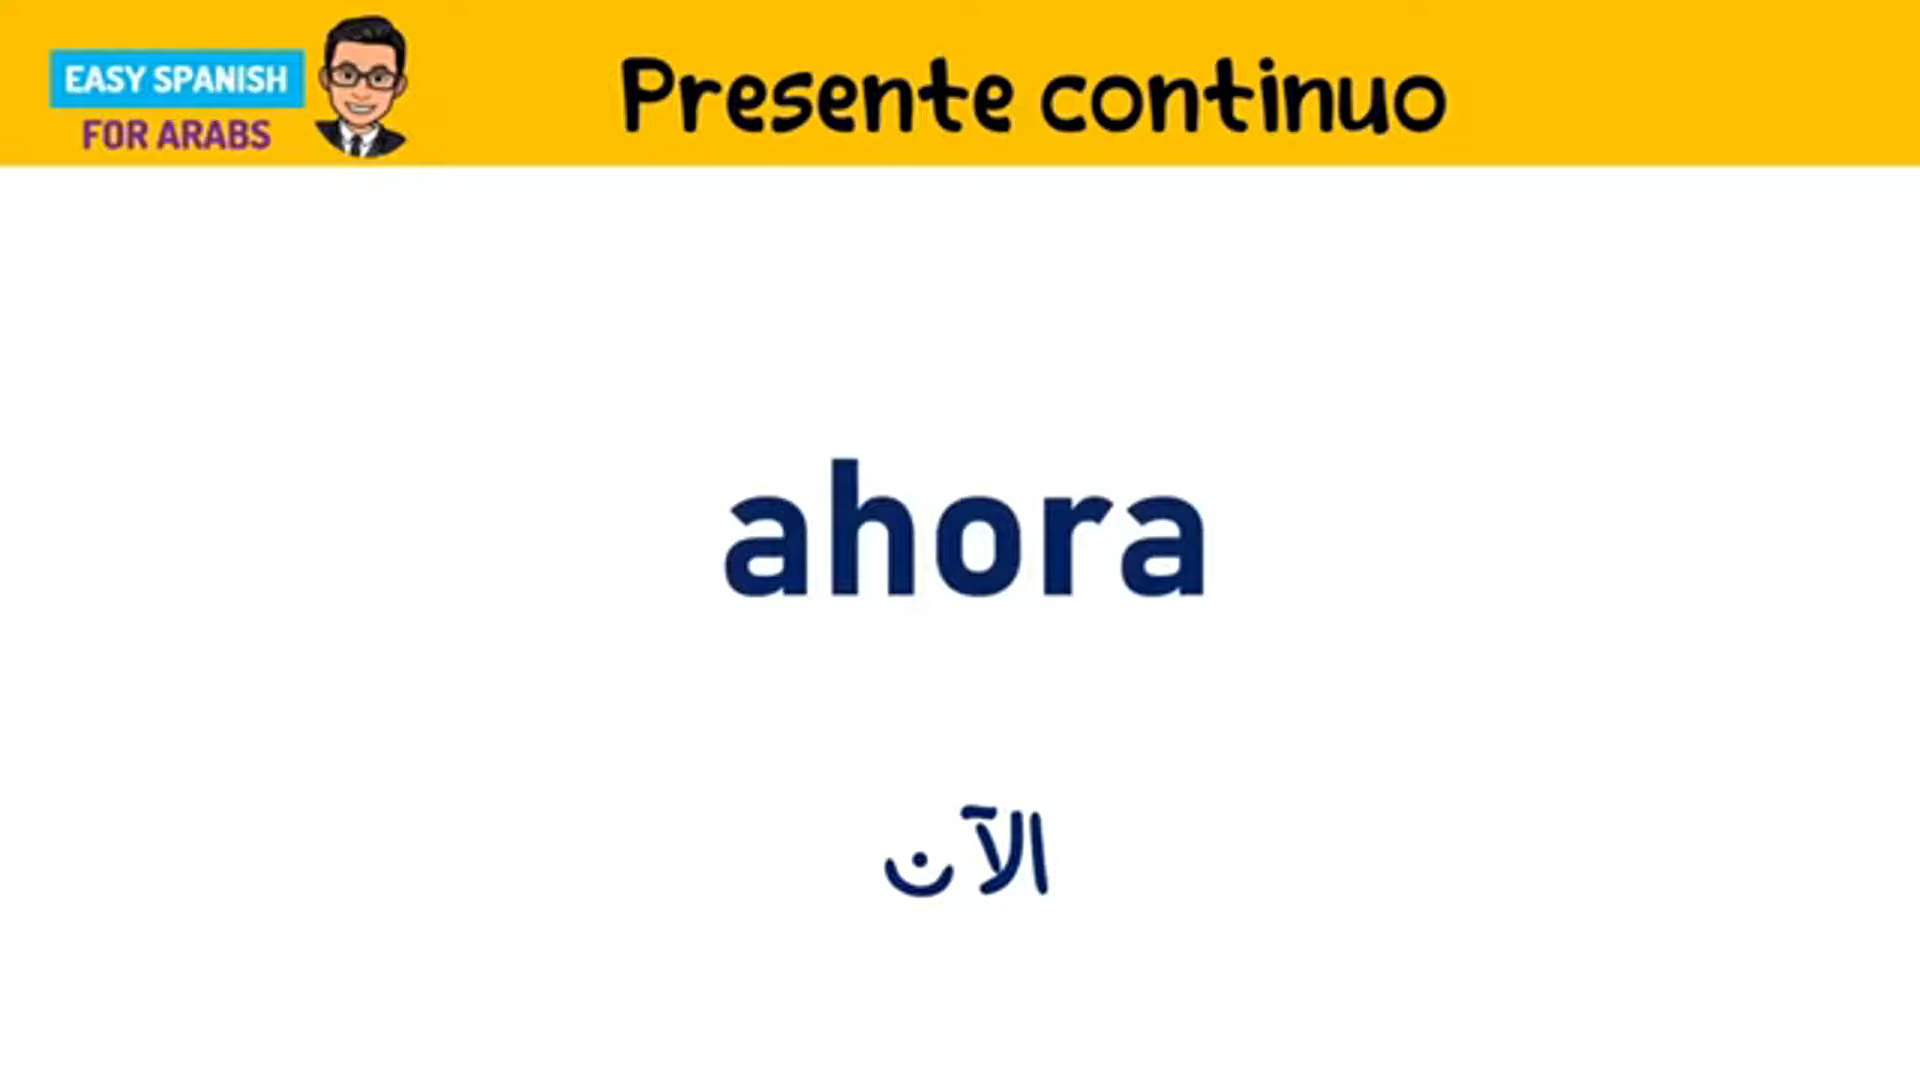 EASY SPANISH
FOR ARABS
Presente continuo
ahora
الآن